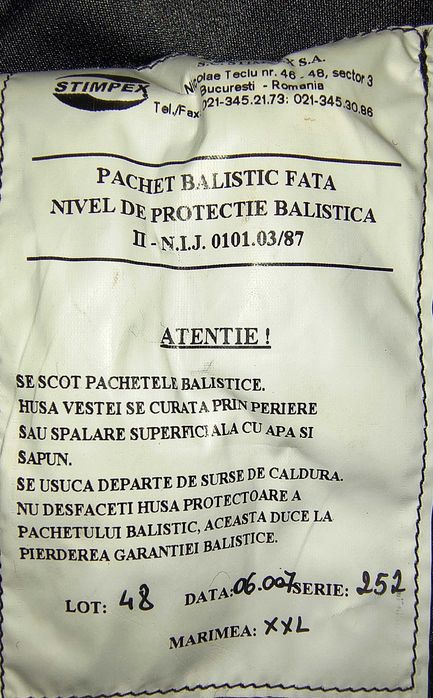 STIMPEX
S.A.
Nicolae Teclu nr. 46 - 48, sector 3
Bucuresti - Romania
Tel./Fax 021-345.21.73: 021-345.30.86
PACHET BALISTIC FATA
NIVEL DE PROTECTIE BALISTICA
II - N.I.J. 0101.03/87
ATENTIE !
SE SCOT PACHETELE BALISTICE.
HUSA VESTEI SE CURATA PRIN PERIERE
SAU SPALARE SUPERFICIALA CU APA SI
SAPUN.
SE USUCA DEPARTE DE SURSE DE CALDURA.
NU DESFACETI HUSA PROTECTOARE A
PACHETULUI BALISTIC, ACEASTA DUCE LA
PIERDEREA GARANTIEI BALISTICE.
LOT: 48 DATA: 06.007 SERIE: 252
MARIMEA: XXL